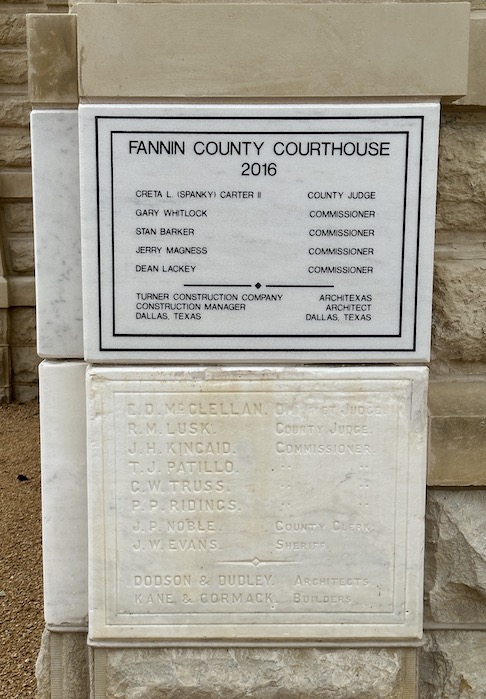 FANNIN COUNTY COURTHOUSE
2016
CRETA L. (SPANKY) CARTER II COUNTY JUDGE
GARY WHITLOCK COMMISSIONER
STAN BARKER COMMISSIONER
JERRY MAGNESS COMMISSIONER
DEAN LACKEY COMMISSIONER
TURNER CONSTRUCTION COMPANY ARCHITEXAS
CONSTRUCTION MANAGER ARCHITECT
DALLAS, TEXAS DALLAS, TEXAS
E. D. McCLELLAN. DISTRICT JUDGE.
R. M. LUSK. COUNTY JUDGE.
J. H. KINCAID. COMMISSIONER.
T. J. PATILLO. " "
G. W. TRUSS. " "
P. P. RIDINGS. " "
J. P. NOBLE. COUNTY CLERK.
J. W. EVANS. SHERIFF.
DODSON & DUDLEY. ARCHITECTS.
KANE & CORMACK. BUILDERS.